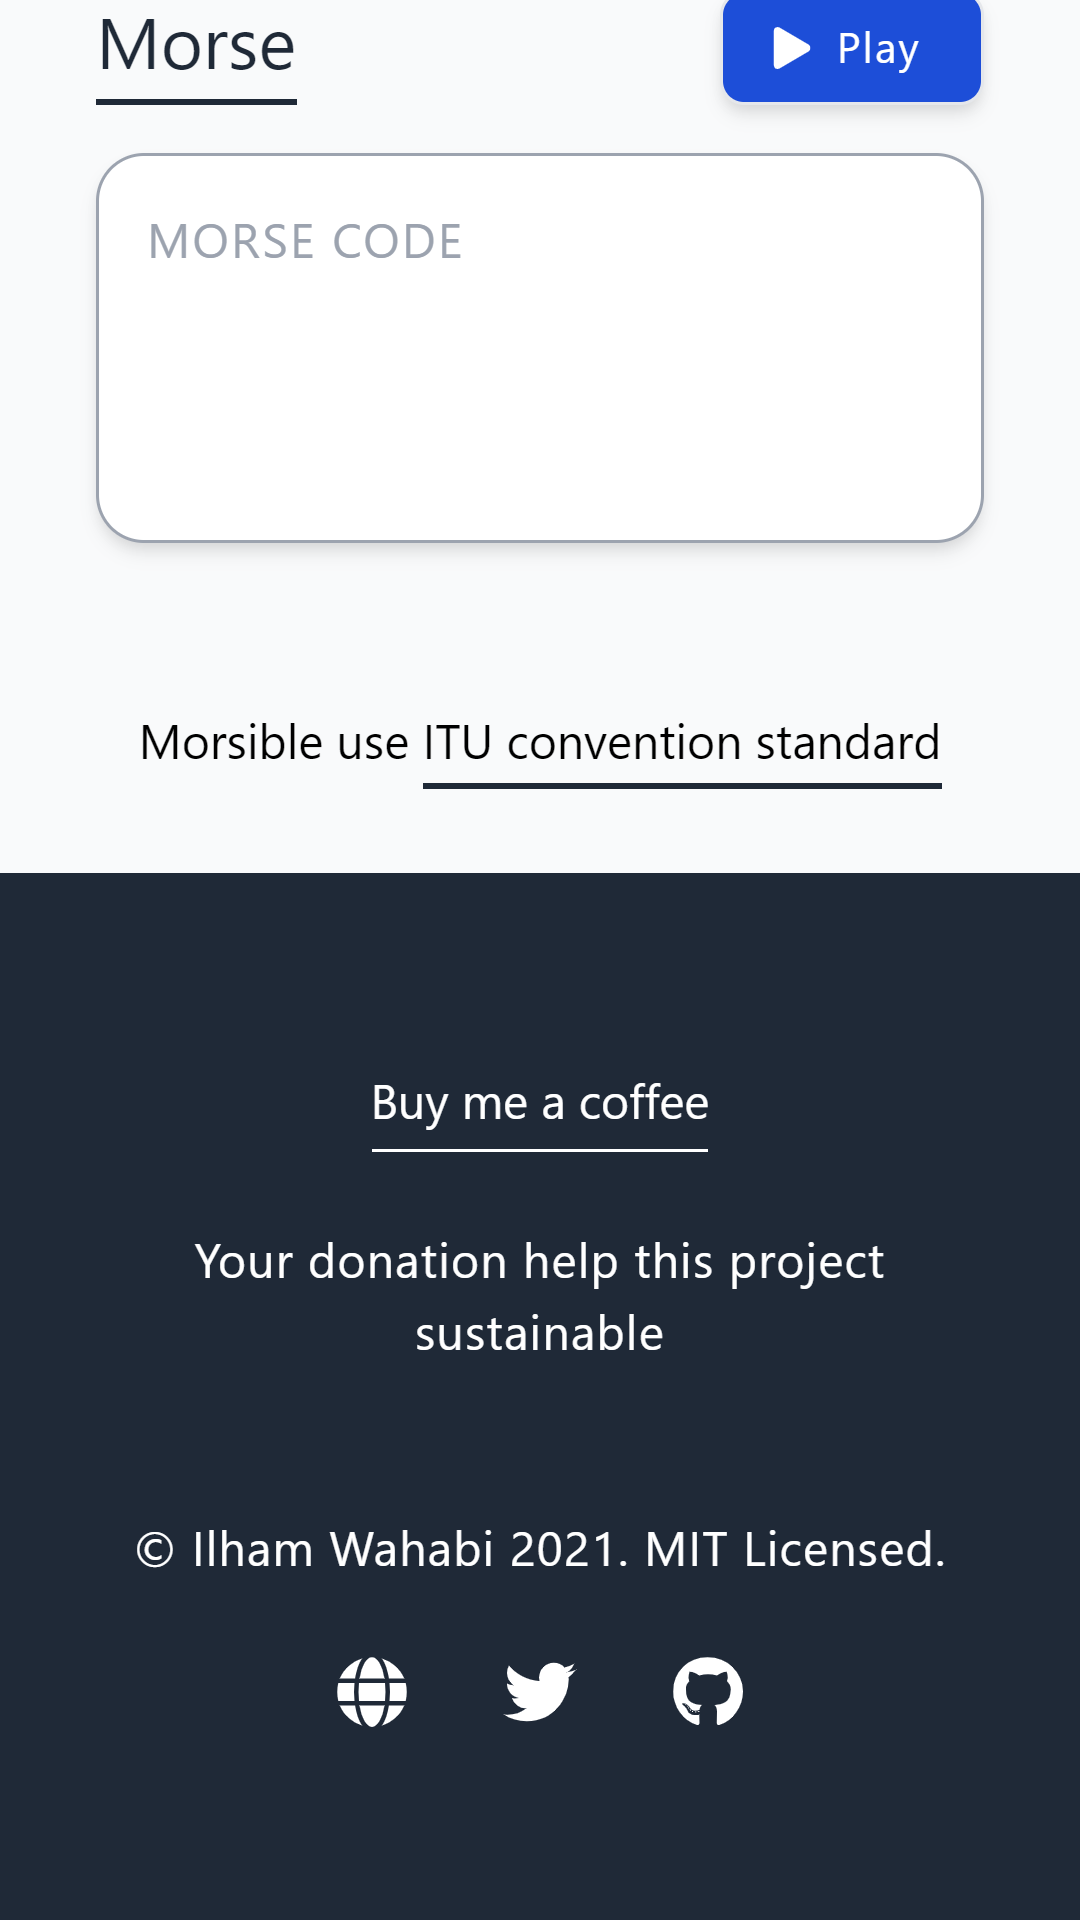 Morse
Play
MORSE CODE
Morsible use ITU convention standard
Buy me a coffee
Your donation help this project
sustainable
© Ilham Wahabi 2021. MIT Licensed.